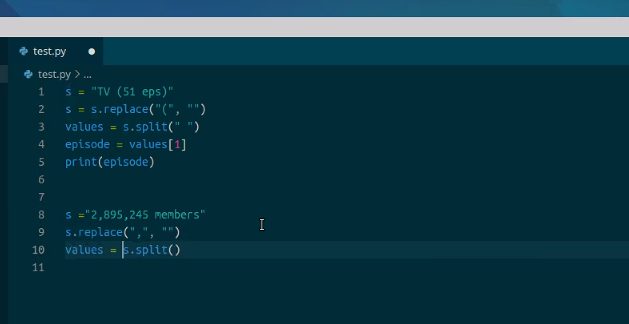 test.py
test.py > ...
1 s = "TV (51 eps)"
2 s = s.replace("(", "")
3 values = s.split(" ")
4 episode = values[1]
5 print(episode)
6
7
8 s ="2,895,245 members"
9 s.replace(",", "")
10 values = s.split()
11